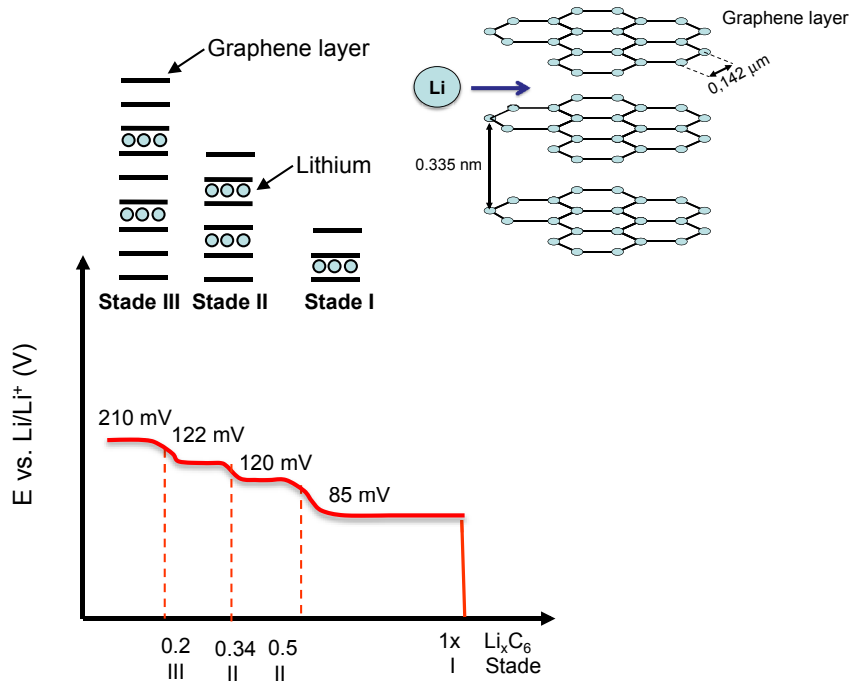 Graphene layer
Lithium
Stade III
Stade II
Stade I
Graphene layer
0,142 μm
Li
0.335 nm
E vs. Li/Li⁺ (V)
210 mV
122 mV
120 mV
85 mV
0.2 0.34 0.5 1x LiₓC₆
III II II I Stade